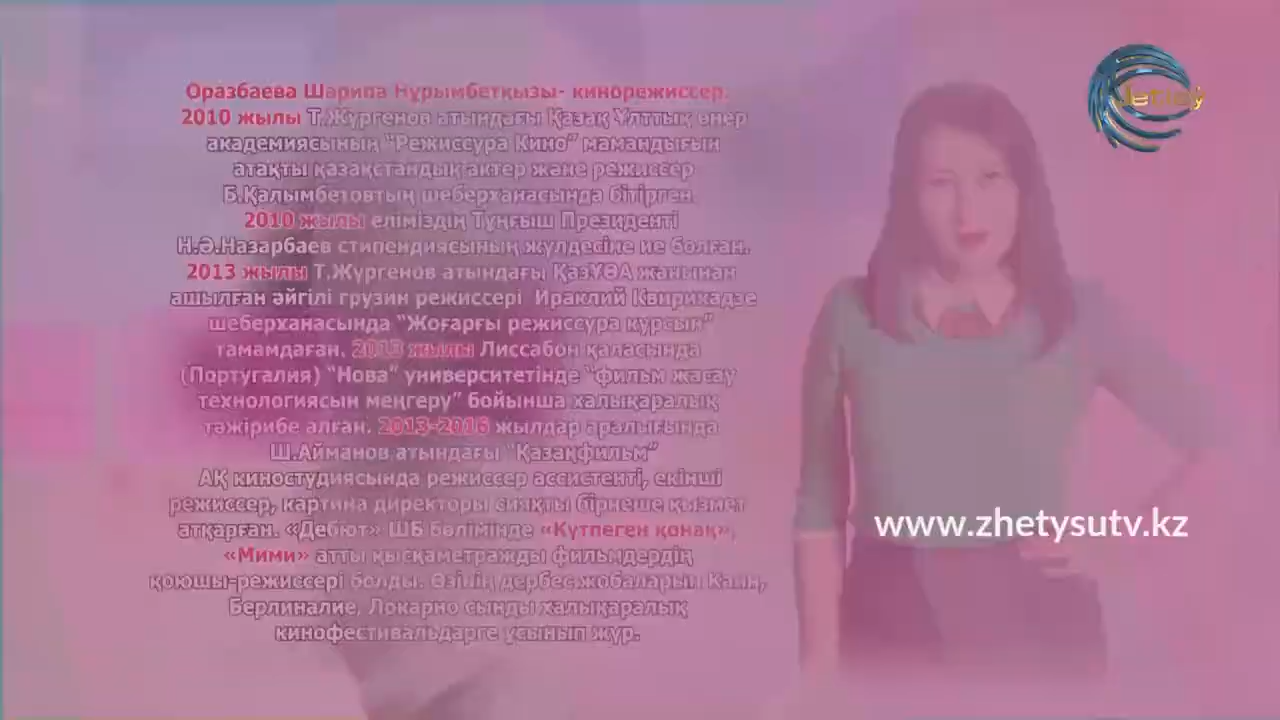 Оразбаева Шарипа Нұрымбетқызы- кинорежиссер.
2010 жылы Т.Жүргенов атындағы Қазақ Ұлттық өнер
академиясының “Режиссура Кино” мамандығын
атақты қазақстандық актер және режиссер
Б.Қалымбетовтың шеберханасында бітірген.
2010 жылы еліміздің Тұңғыш Президенті
Н.Ә.Назарбаев стипендиясының жүлдесіне ие болған.
2013 жылы Т.Жүргенов атындағы ҚазҰӨА жанынан
ашылған әйгілі грузин режиссері Ираклий Квирикадзе
шеберханасында “Жоғарғы режиссура курсын”
тамамдаған. 2013 жылы Лиссабон қаласында
(Португалия) “Нова” университетінде “фильм жасау
технологиясын меңгеру” бойынша халықаралық
тәжірибе алған. 2013-2016 жылдар аралығында
Ш.Айманов атындағы “Қазақфильм”
АҚ киностудиясында режиссер ассистенті, екінші
режиссер, картина директоры сияқты бірнеше қызмет
атқарған. «Дебют» ШБ бөлімінде «Күтпеген қонақ»,
«Мими» атты қысқаметражды фильмдердің
қоюшы-режиссері болды. Өзінің дербес жобаларын Канн,
Берлиналие, Локарно сынды халықаралық
кинофестивальдарге ұсынып жүр.
Jetisý
www.zhetysutv.kz